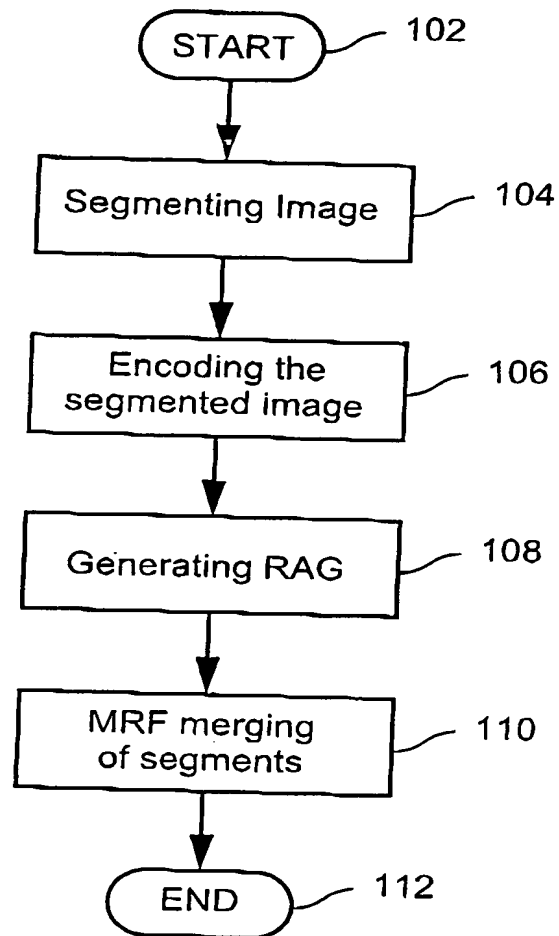 START
102
Segmenting Image
104
Encoding the
segmented image
106
Generating RAG
108
MRF merging
of segments
110
END
112